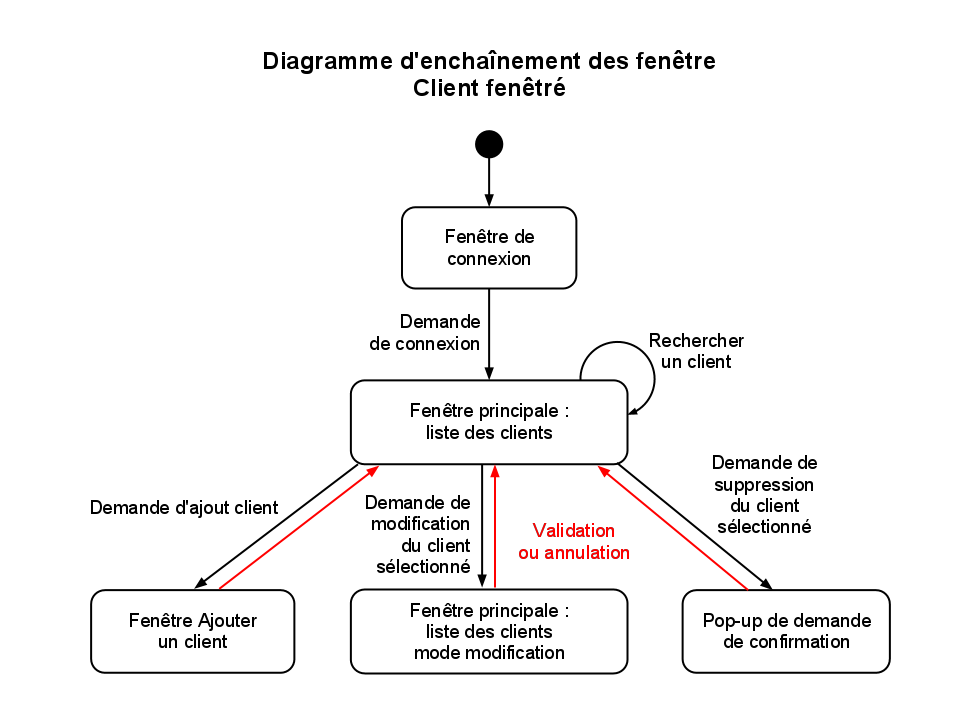 Diagramme d'enchaînement des fenêtre
Client fenêtré
Fenêtre de
connexion
Demande
de connexion
Rechercher
un client
Fenêtre principale :
liste des clients
Demande d'ajout client
Demande de
modification
du client
sélectionné
Validation
ou annulation
Demande de
suppression
du client
sélectionné
Fenêtre Ajouter
un client
Fenêtre principale :
liste des clients
mode modification
Pop-up de demande
de confirmation